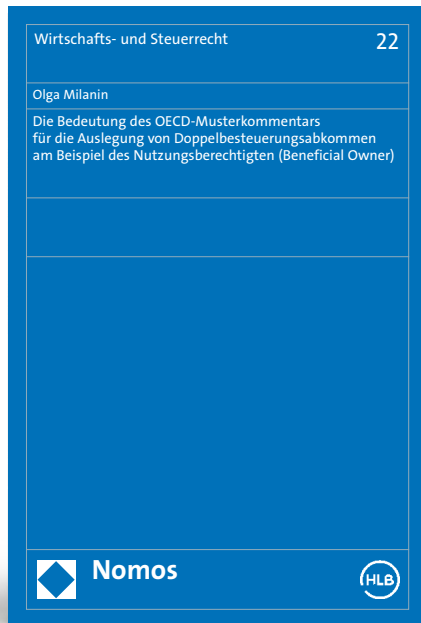 Wirtschafts- und Steuerrecht 22
Olga Milanin
Die Bedeutung des OECD-Musterkommentars
für die Auslegung von Doppelbesteuerungsabkommen
am Beispiel des Nutzungsberechtigten (Beneficial Owner)
Nomos
HLB